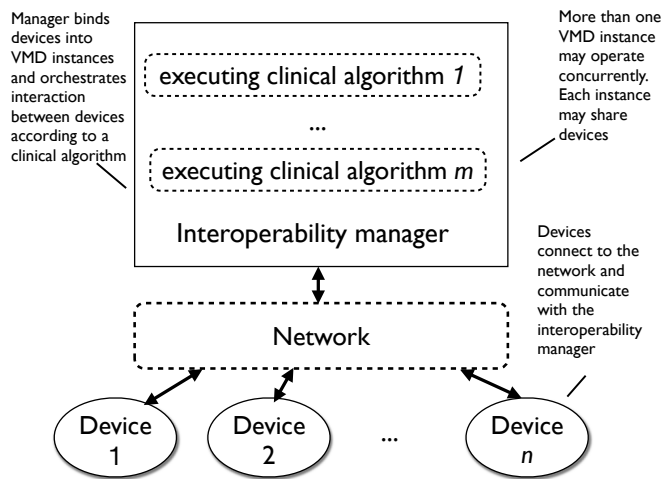 Manager binds
devices into
VMD instances
and orchestrates
interaction
between devices
according to a
clinical algorithm
More than one
VMD instance
may operate
concurrently.
Each instance
may share
devices
executing clinical algorithm 1
...
executing clinical algorithm m
Interoperability manager
Devices
connect to the
network and
communicate
with the
interoperability
manager
Network
Device
1
Device
2
...
Device
n